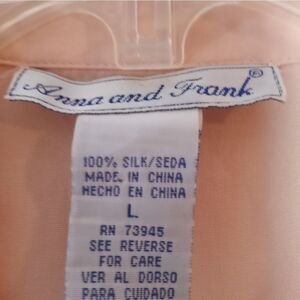 Anna and Frank®
100% SILK/SEDA
MADE IN CHINA
HECHO EN CHINA
L
RN 73945
SEE REVERSE
FOR CARE
VER AL DORSO
PARA CUIDADO